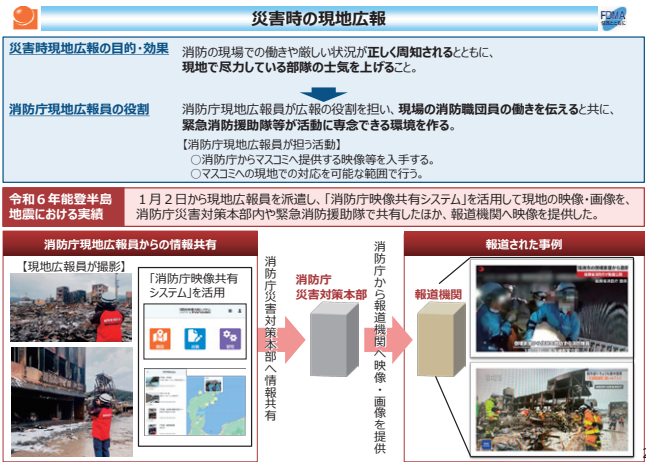 災害時の現地広報
FDMA
災害時現地広報の目的・効果
消防の現場での働きや厳しい状況が正しく周知されるとともに、
現地で尽力している部隊の士気を上げること。
消防庁現地広報員の役割
消防庁現地広報員が広報の役割を担い、現場の消防職団員の働きを伝えると共に、
緊急消防援助隊等が活動に専念できる環境を作る。
【消防庁現地広報員が担う活動】
○消防庁からマスコミへ提供する映像等を入手する。
○マスコミへの現地での対応を可能な範囲で行う。
令和6年能登半島
地震における実績
1月2日から現地広報員を派遣し、「消防庁映像共有システム」を活用して現地の映像・画像を、
消防庁災害対策本部内や緊急消防援助隊で共有したほか、報道機関へ映像を提供した。
消防庁現地広報員からの情報共有
【現地広報員が撮影】
「消防庁映像共有
システム」を活用
消防庁災害対策本部へ情報共有
消防庁
災害対策本部
消防庁から報道機関へ映像・画像を提供
報道機関
報道された事例